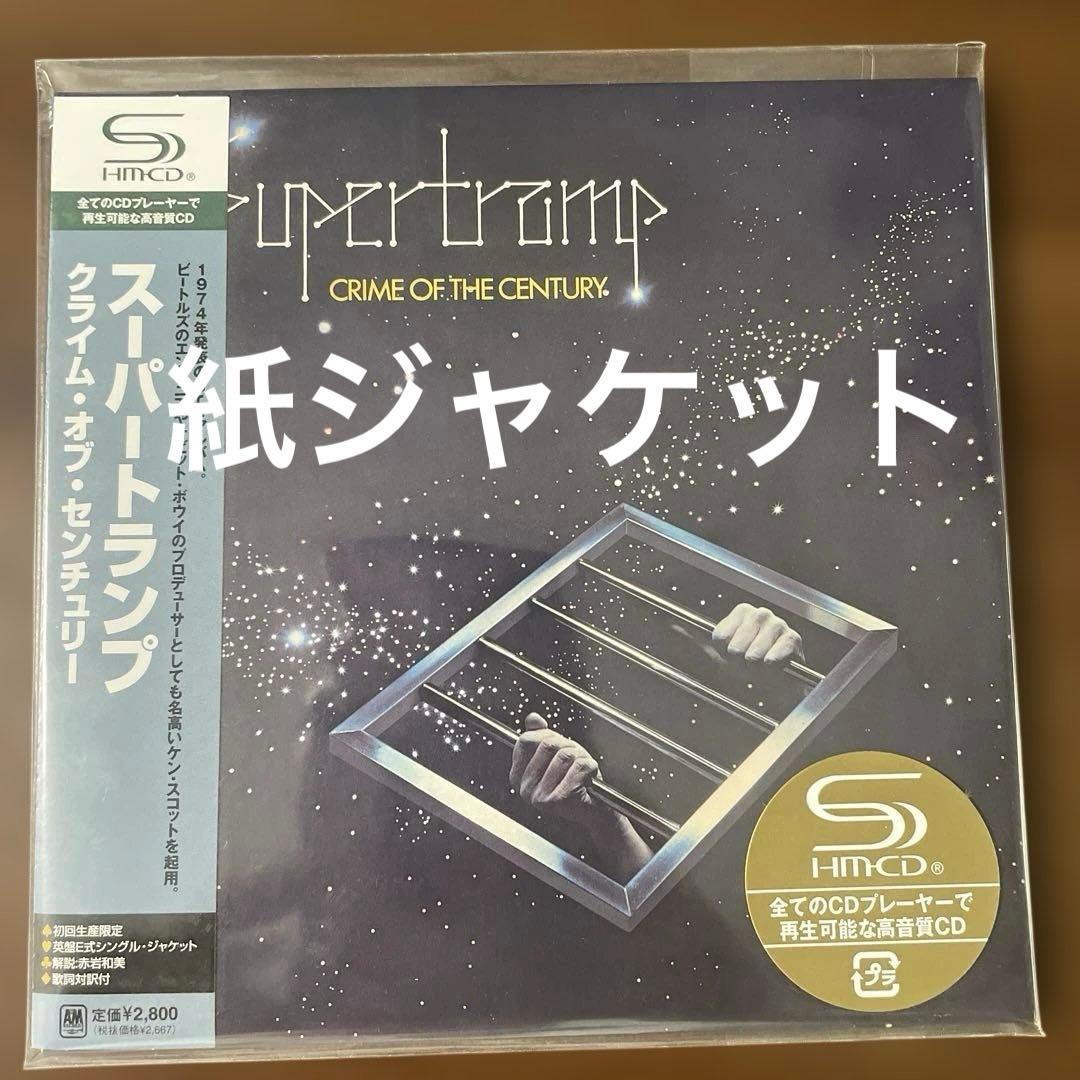 SHM-CD®
全てのCDプレーヤーで
再生可能な高音質CD
supertramp
CRIME OF THE CENTURY.
紙ジャケット
スーパートランプ
クライム・オブ・センチュリー
1974年発表の
ビートルズのエン
ット・ボウイのプロデューサーとしても名高いケン・スコットを起用。
♠初回生産限定
♥英盤E式シングル・ジャケット
♣解説:赤岩和美
♦歌詞対訳付
AM 定価¥2,800
(税抜価格¥2,667)
SHM-CD®
全てのCDプレーヤーで
再生可能な高音質CD
プラ